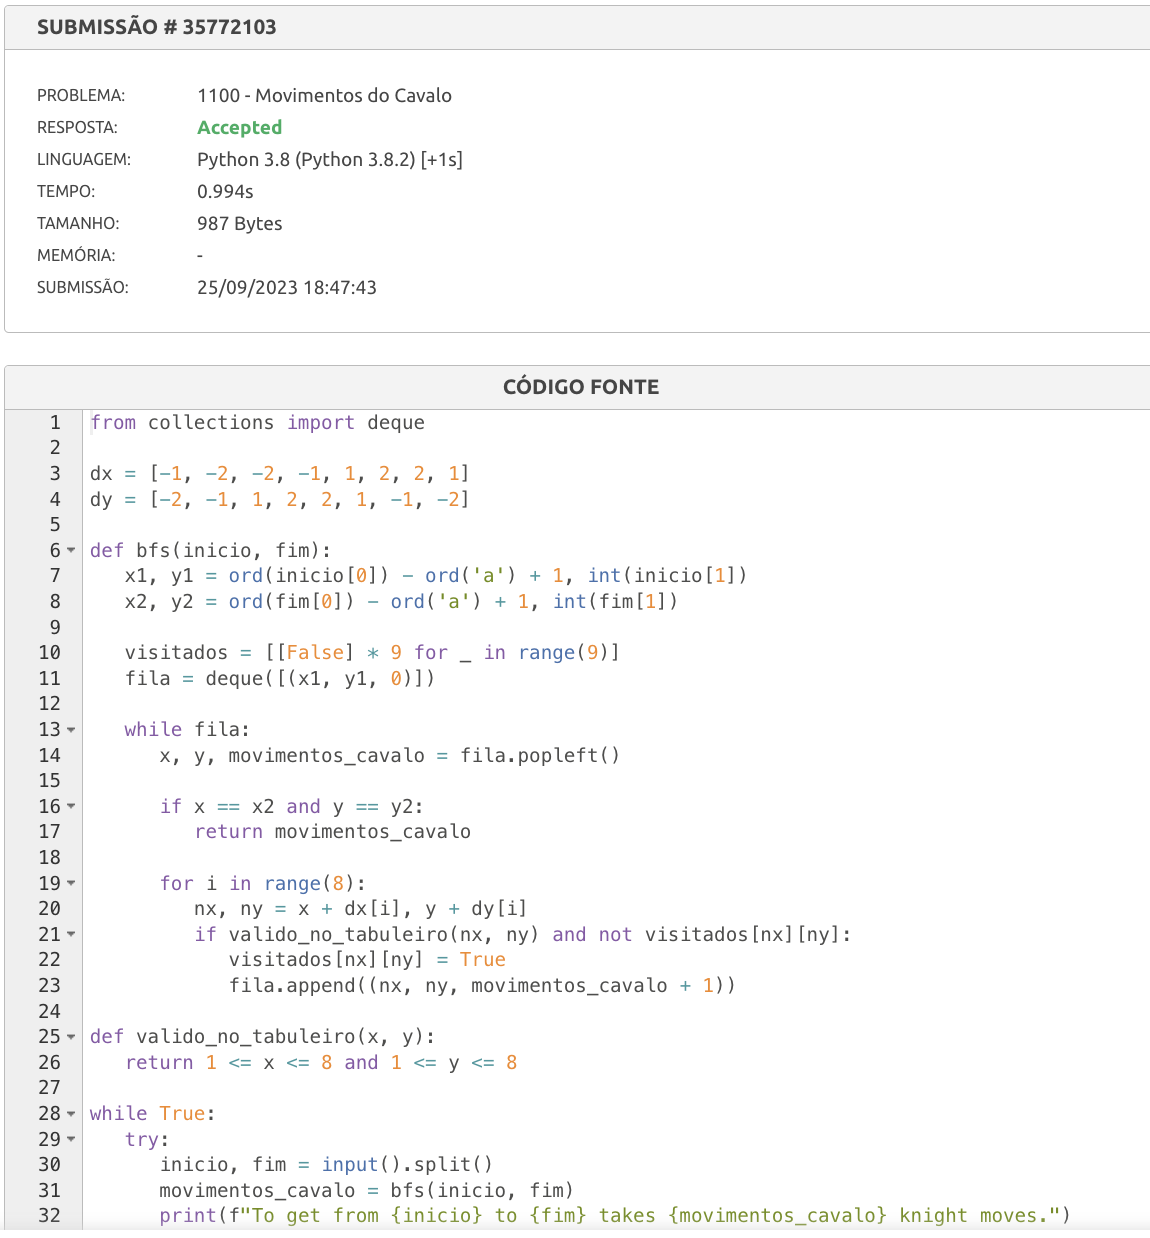 SUBMISSÃO # 35772103
PROBLEMA: 1100 - Movimentos do Cavalo
RESPOSTA: Accepted
LINGUAGEM: Python 3.8 (Python 3.8.2) [+1s]
TEMPO: 0.994s
TAMANHO: 987 Bytes
MEMÓRIA: -
SUBMISSÃO: 25/09/2023 18:47:43
CÓDIGO FONTE
1 from collections import deque
2
3 dx = [-1, -2, -2, -1, 1, 2, 2, 1]
4 dy = [-2, -1, 1, 2, 2, 1, -1, -2]
5
6 def bfs(inicio, fim):
7    x1, y1 = ord(inicio[0]) - ord('a') + 1, int(inicio[1])
8    x2, y2 = ord(fim[0]) - ord('a') + 1, int(fim[1])
9
10    visitados = [[False] * 9 for _ in range(9)]
11    fila = deque([(x1, y1, 0)])
12
13    while fila:
14       x, y, movimentos_cavalo = fila.popleft()
15
16       if x == x2 and y == y2:
17          return movimentos_cavalo
18
19       for i in range(8):
20          nx, ny = x + dx[i], y + dy[i]
21          if valido_no_tabuleiro(nx, ny) and not visitados[nx][ny]:
22             visitados[nx][ny] = True
23             fila.append((nx, ny, movimentos_cavalo + 1))
24
25 def valido_no_tabuleiro(x, y):
26    return 1 <= x <= 8 and 1 <= y <= 8
27
28 while True:
29    try:
30       inicio, fim = input().split()
31       movimentos_cavalo = bfs(inicio, fim)
32       print(f"To get from {inicio} to {fim} takes {movimentos_cavalo} knight moves.")